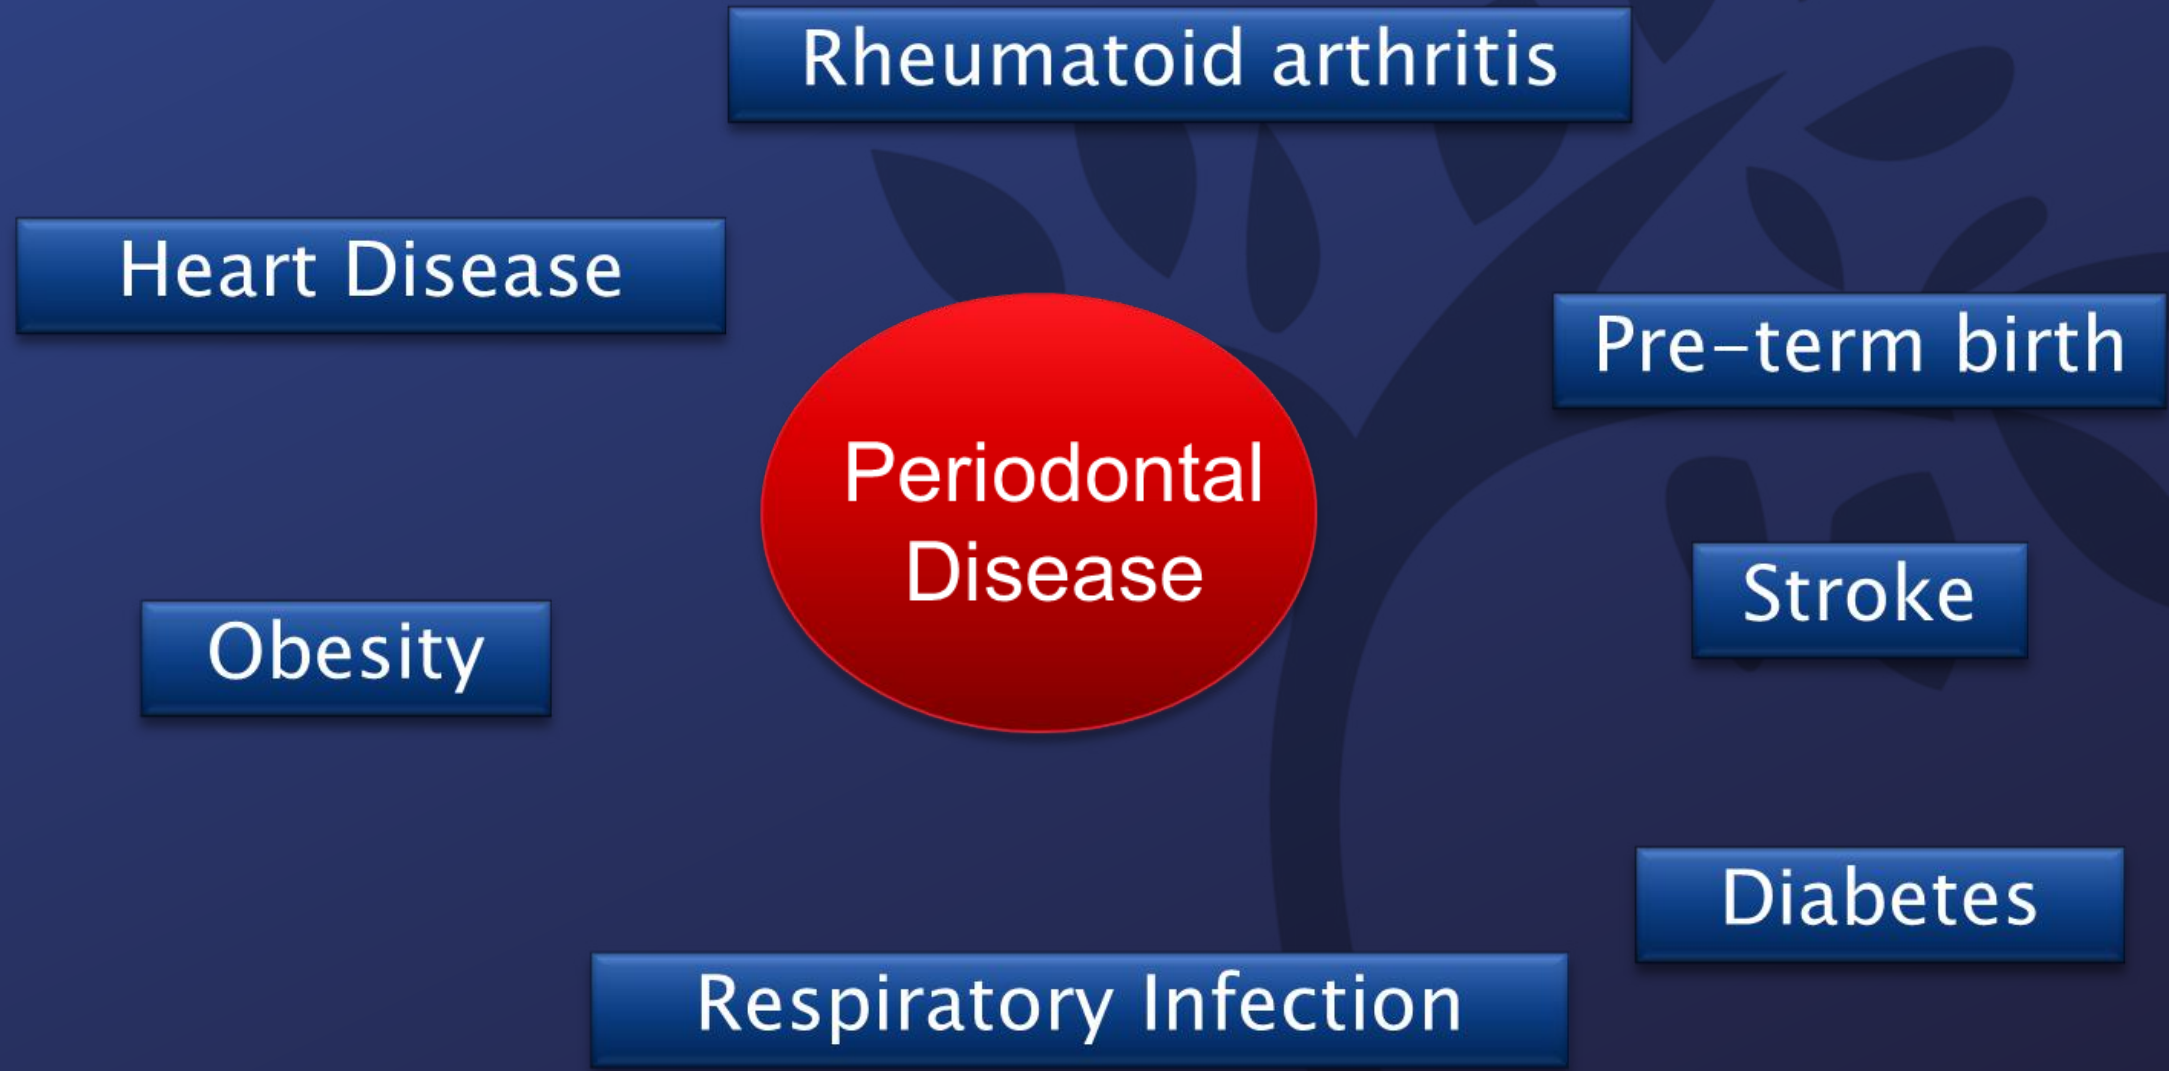 Rheumatoid arthritis
Heart Disease
Pre-term birth
Periodontal
Disease
Stroke
Obesity
Diabetes
Respiratory Infection